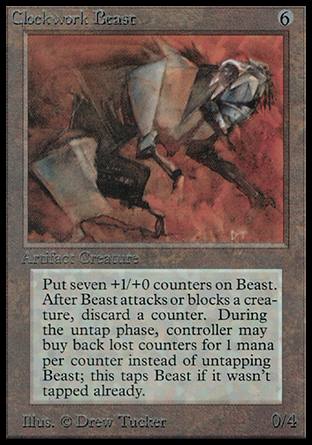 Clockwork Beast 6
Artifact Creature
Put seven +1/+0 counters on Beast.
After Beast attacks or blocks a crea-
ture, discard a counter. During
the untap phase, controller may
buy back lost counters for 1 mana
per counter instead of untapping
Beast; this taps Beast if it wasn't
tapped already.
Illus. © Drew Tucker 0/4